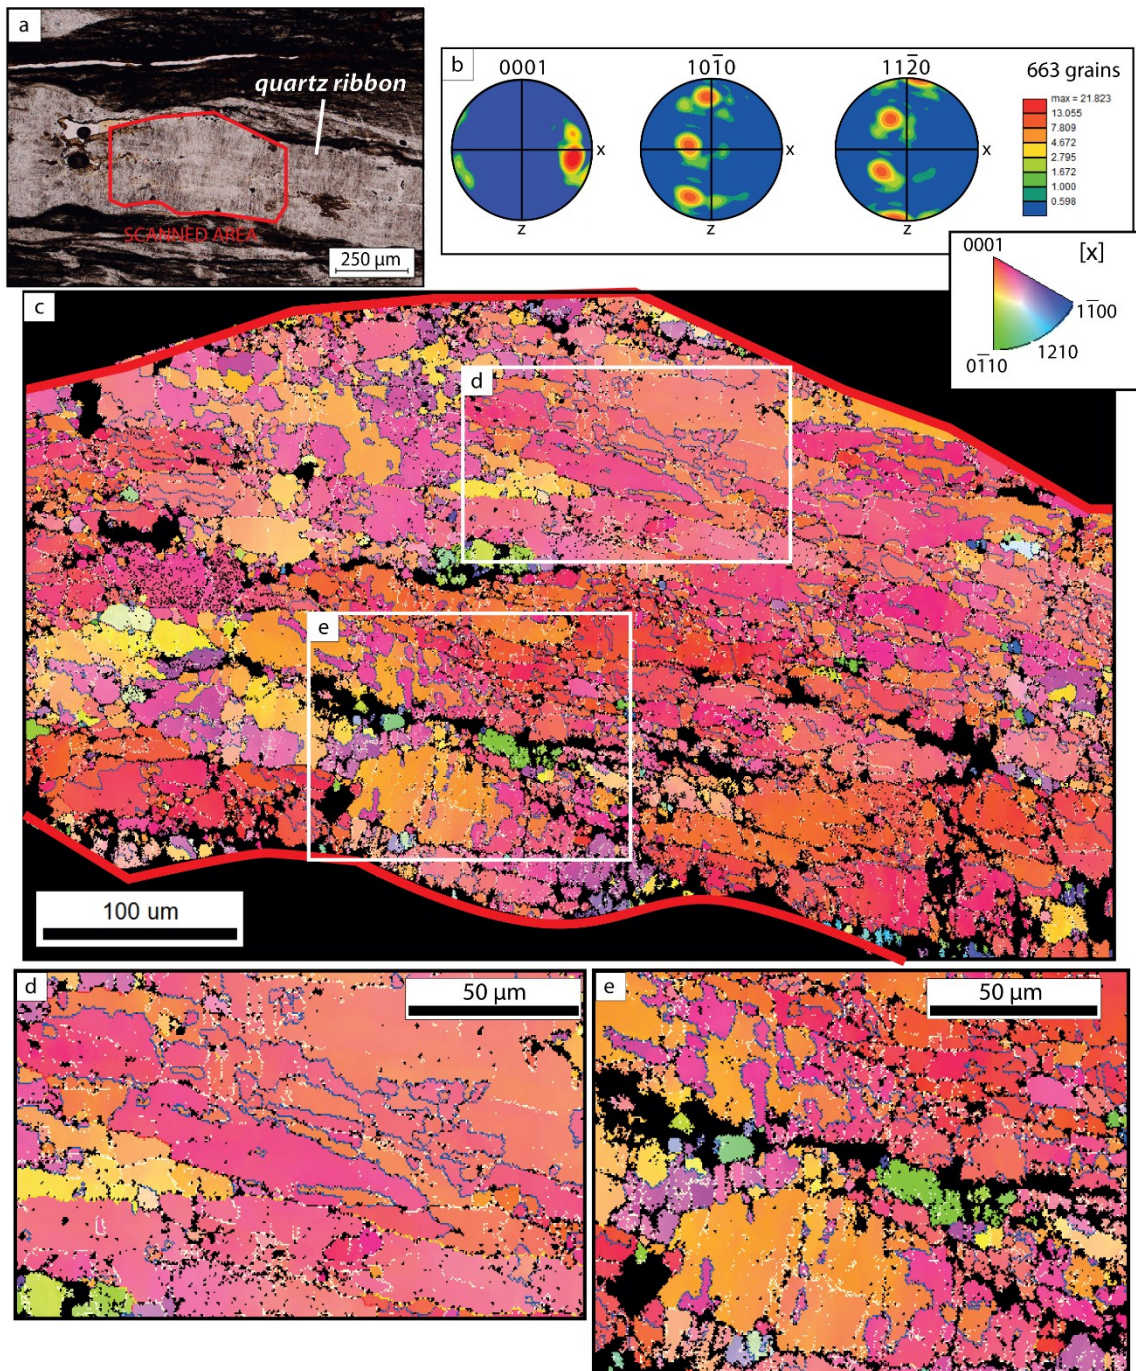 a
quartz ribbon
SCANNED AREA
250 µm
b
0001
101̅0
112̅0
663 grains
x
x
x
z
z
z
max = 21.823
13.055
7.809
4.672
2.795
1.672
1.000
0.598
0001
[x]
11̅00
1210
01̅10
c
d
e
100 um
d
50 µm
e
50 µm